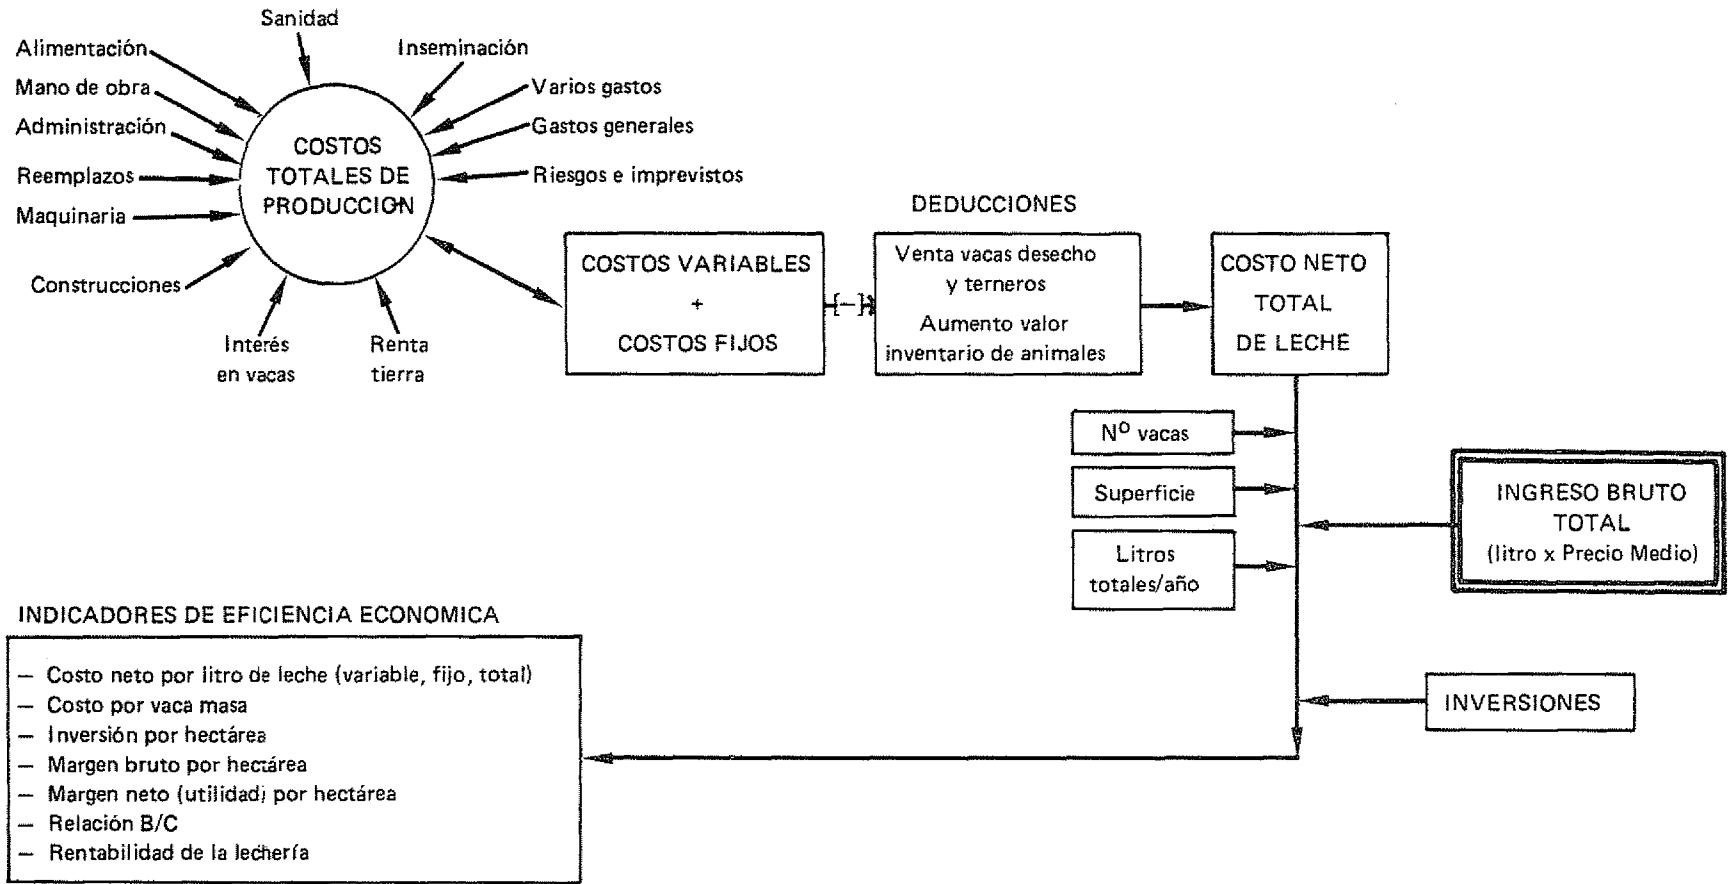 Sanidad
Alimentación
Inseminación
Mano de obra
Varios gastos
Administración
Gastos generales
Reemplazos
Riesgos e imprevistos
Maquinaria
Construcciones
Interés
en vacas
Renta
tierra
COSTOS
TOTALES DE
PRODUCCION
COSTOS VARIABLES
+
COSTOS FIJOS
[—]
DEDUCCIONES
Venta vacas desecho
y terneros
Aumento valor
inventario de animales
COSTO NETO
TOTAL
DE LECHE
Nº vacas
Superficie
Litros
totales/año
INGRESO BRUTO
TOTAL
(litro x Precio Medio)
INVERSIONES
INDICADORES DE EFICIENCIA ECONOMICA
— Costo neto por litro de leche (variable, fijo, total)
— Costo por vaca masa
— Inversión por hectárea
— Margen bruto por hectárea
— Margen neto (utilidad) por hectárea
— Relación B/C
— Rentabilidad de la lechería